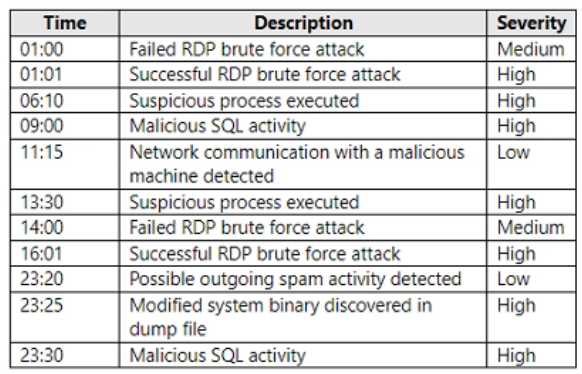 Time Description Severity
01:00 Failed RDP brute force attack Medium
01:01 Successful RDP brute force attack High
06:10 Suspicious process executed High
09:00 Malicious SQL activity High
11:15 Network communication with a malicious Low
machine detected
13:30 Suspicious process executed High
14:00 Failed RDP brute force attack Medium
16:01 Successful RDP brute force attack High
23:20 Possible outgoing spam activity detected Low
23:25 Modified system binary discovered in High
dump file
23:30 Malicious SQL activity High